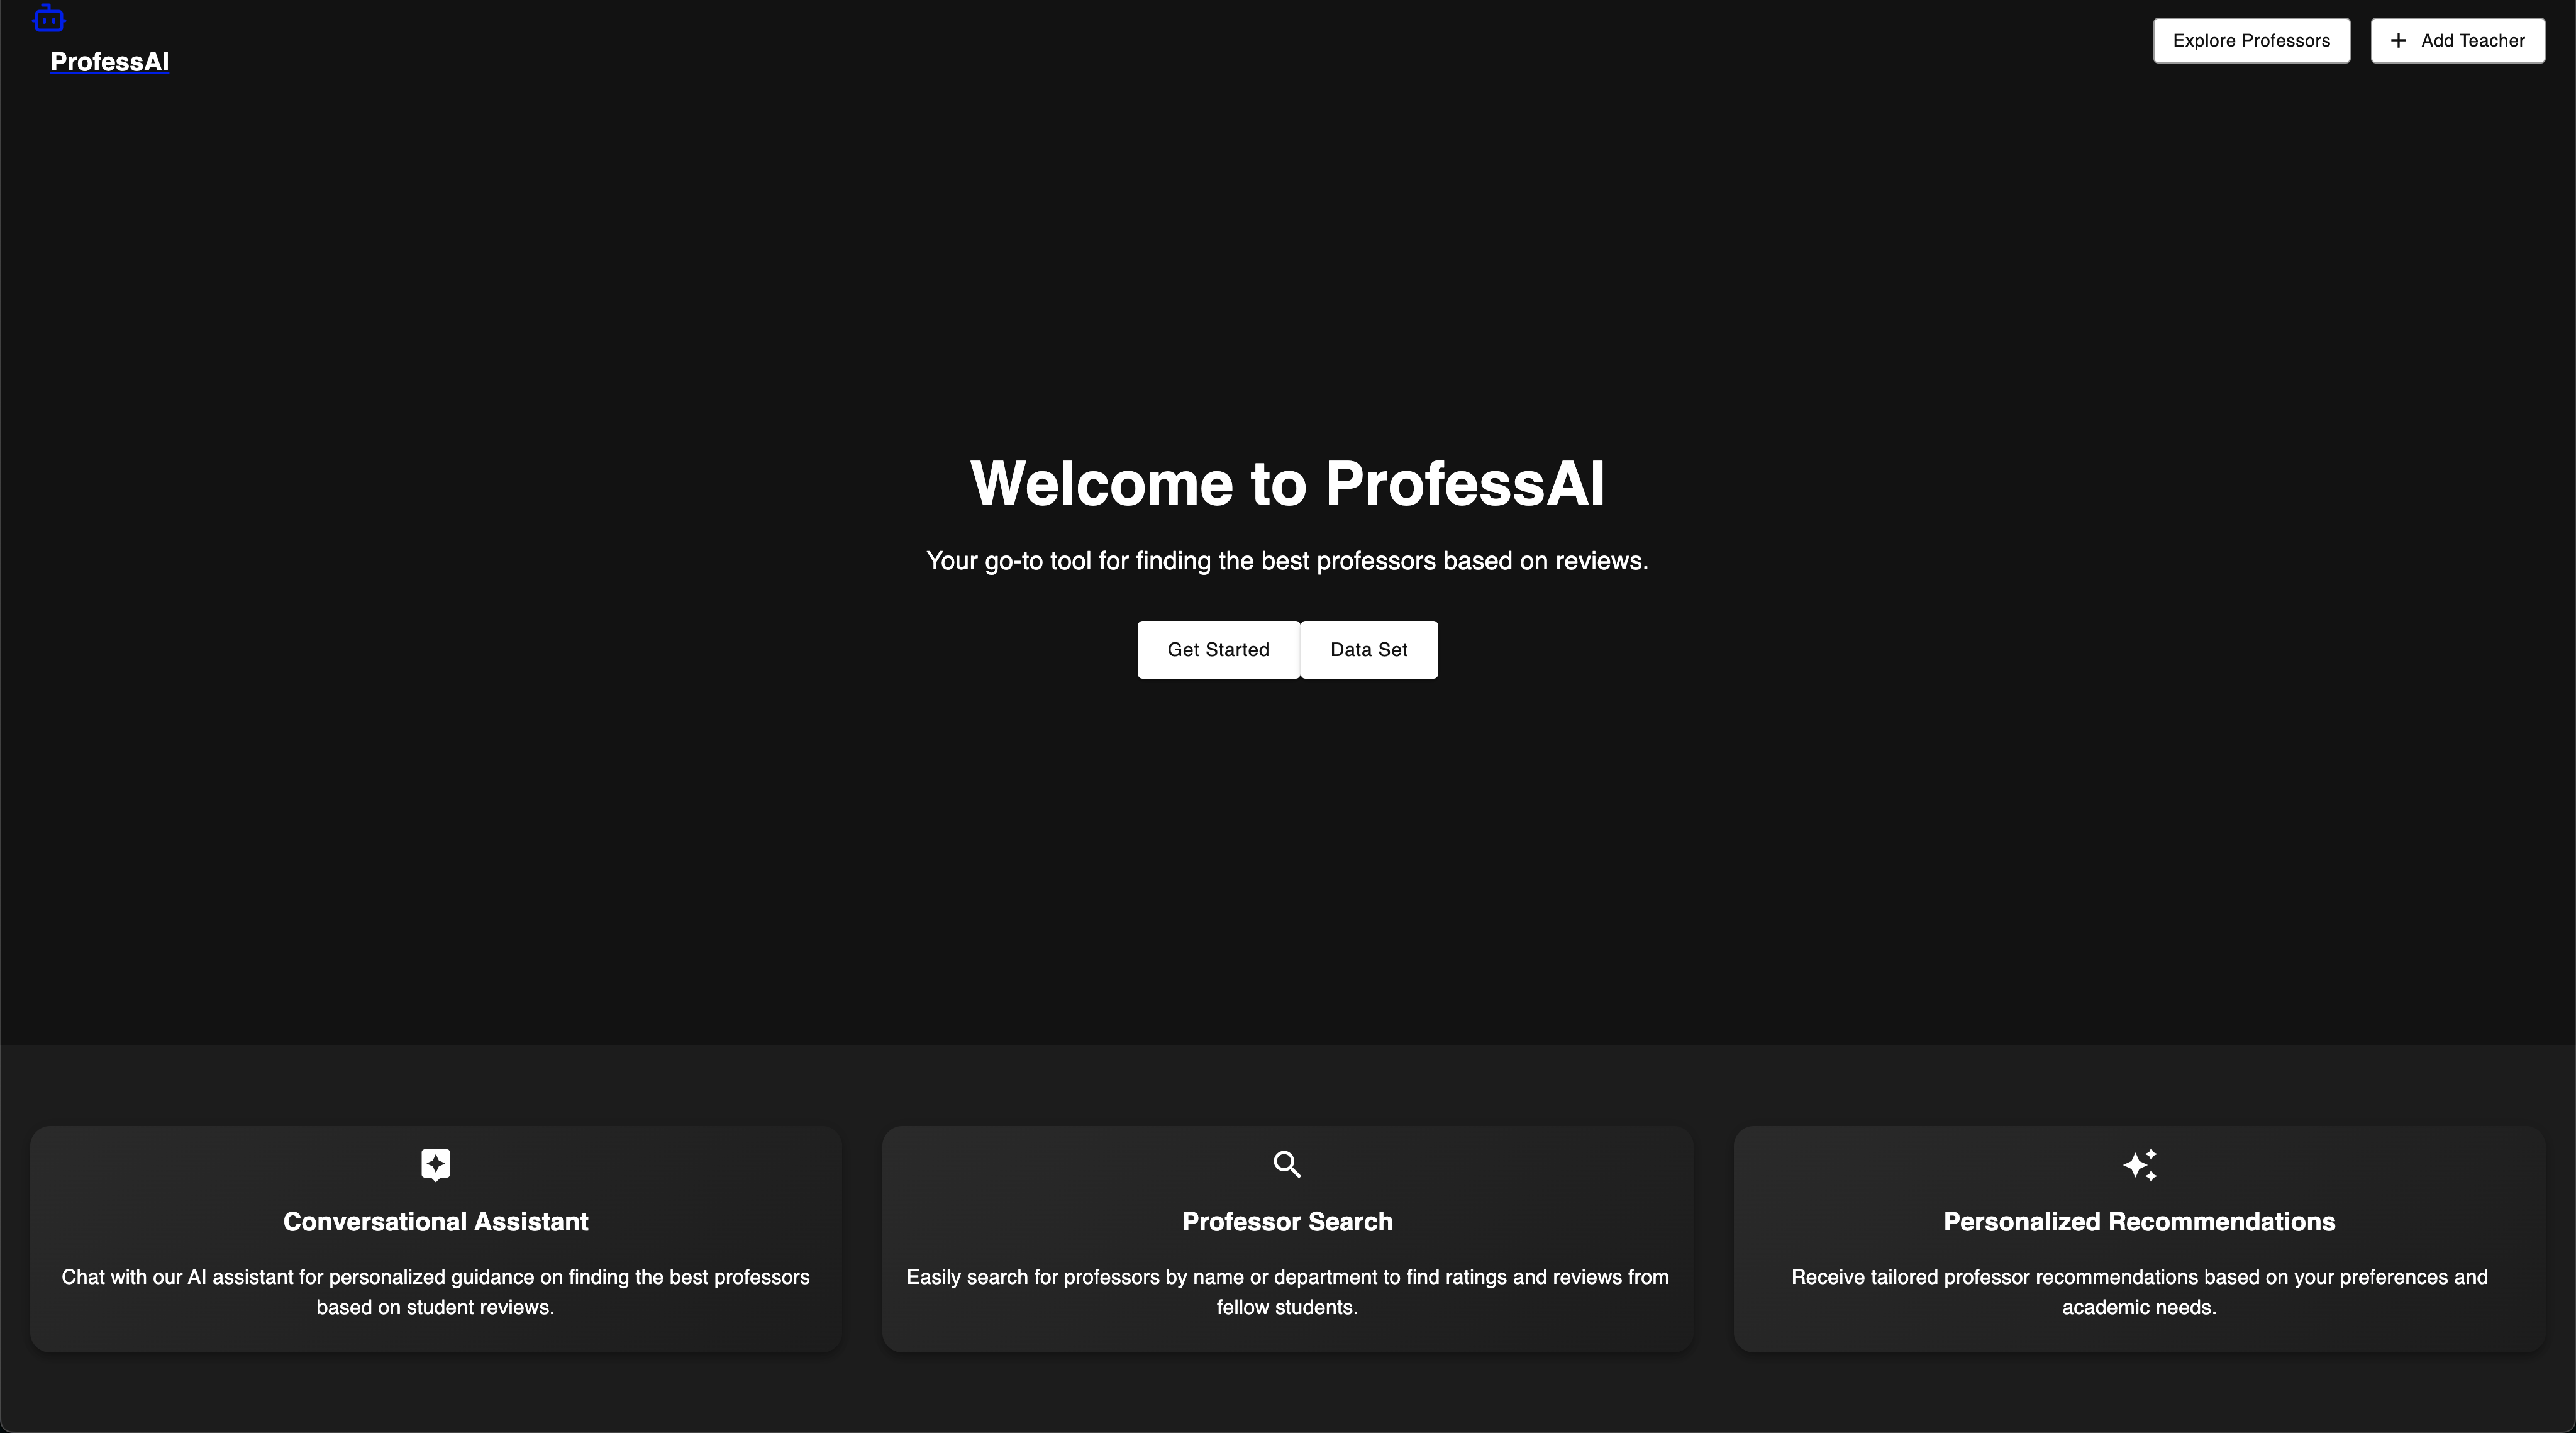 ProfessAI
Explore Professors
Add Teacher
Welcome to ProfessAI
Your go-to tool for finding the best professors based on reviews.
Get Started
Data Set
Conversational Assistant
Chat with our AI assistant for personalized guidance on finding the best professors
based on student reviews.
Professor Search
Easily search for professors by name or department to find ratings and reviews from
fellow students.
Personalized Recommendations
Receive tailored professor recommendations based on your preferences and
academic needs.